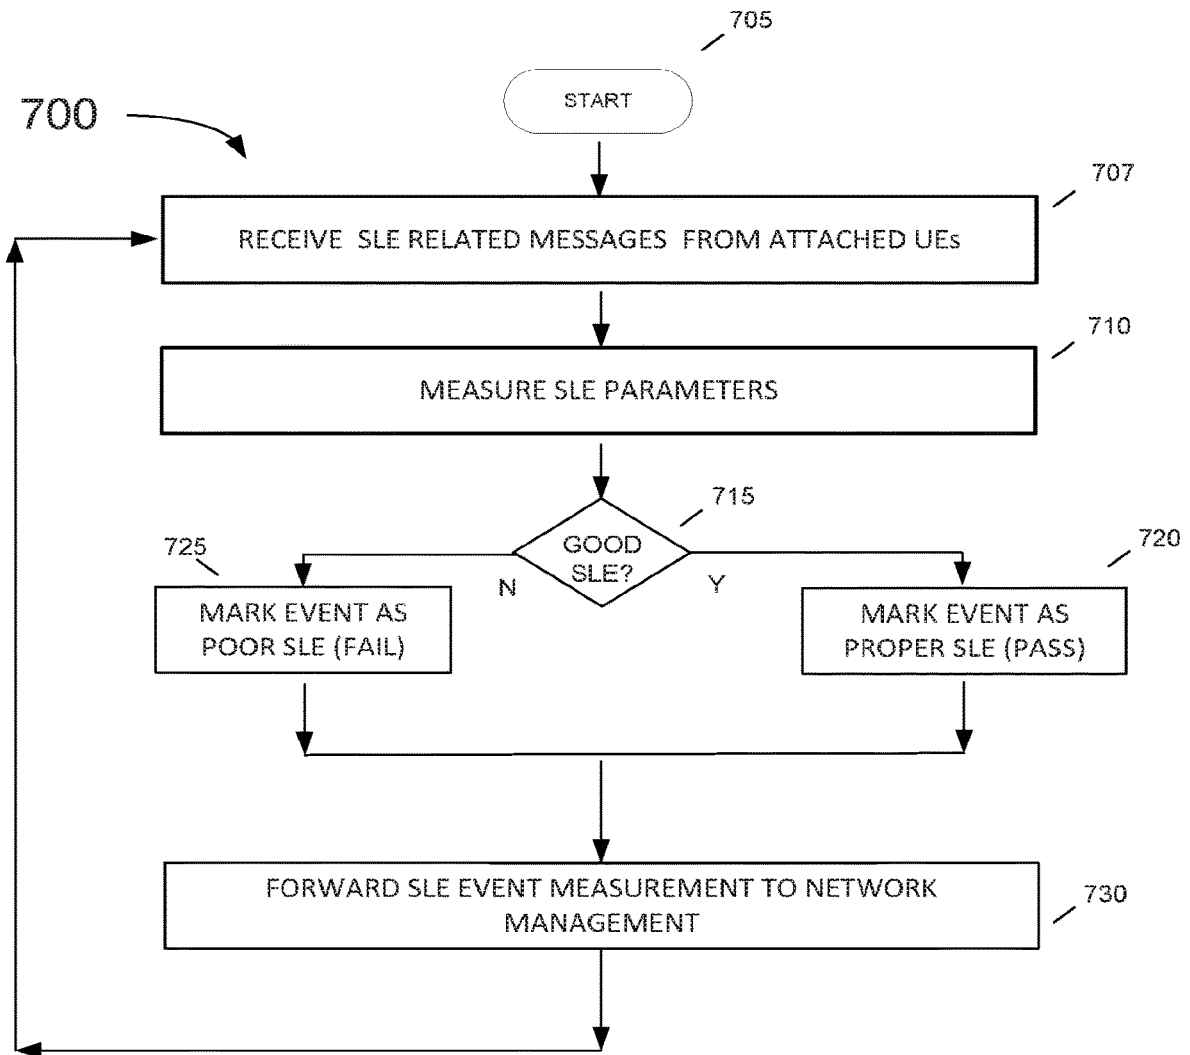 705
START
700
707
RECEIVE SLE RELATED MESSAGES FROM ATTACHED UEs
710
MEASURE SLE PARAMETERS
715
GOOD
SLE?
N
Y
725
MARK EVENT AS
POOR SLE (FAIL)
720
MARK EVENT AS
PROPER SLE (PASS)
FORWARD SLE EVENT MEASUREMENT TO NETWORK
MANAGEMENT
730